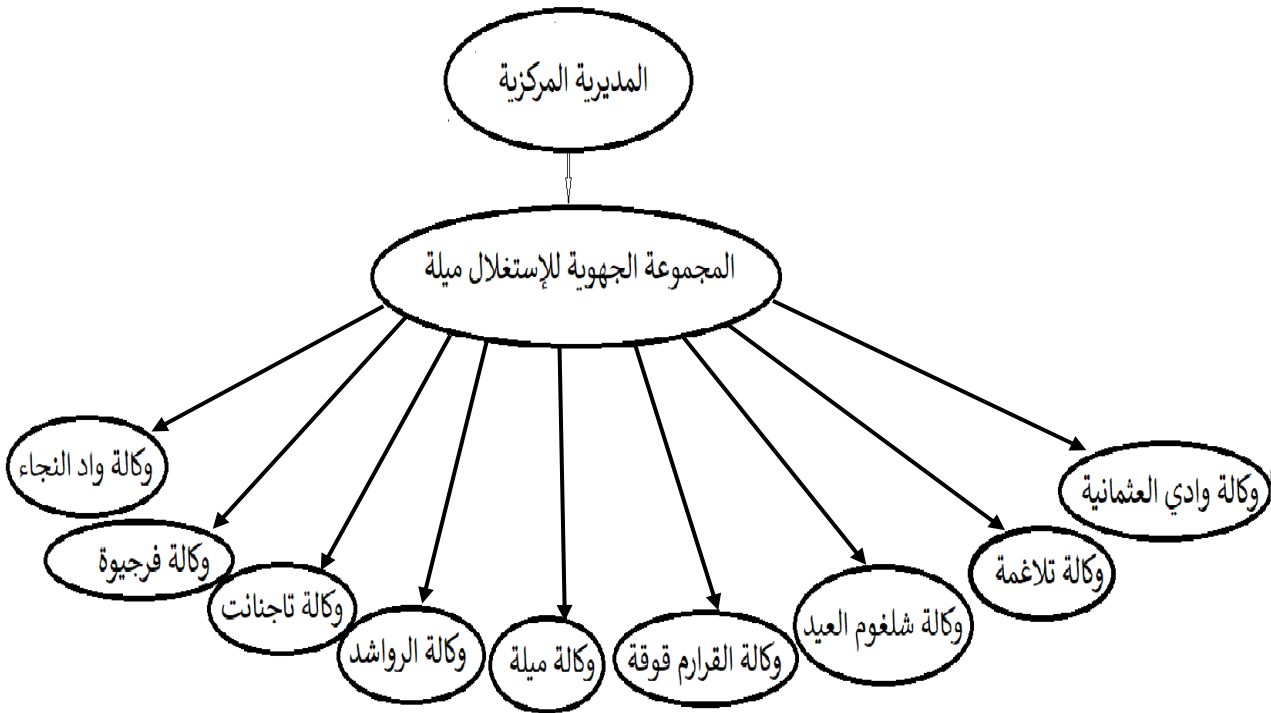 المديرية المركزية
المجموعة الجهوية للإستغلال ميلة
وكالة وادي العثمانية
وكالة تلاغمة
وكالة شلغوم العيد
وكالة القرارم قوقة
وكالة ميلة
وكالة الرواشد
وكالة تاجنانت
وكالة فرجيوة
وكالة واد النجاء